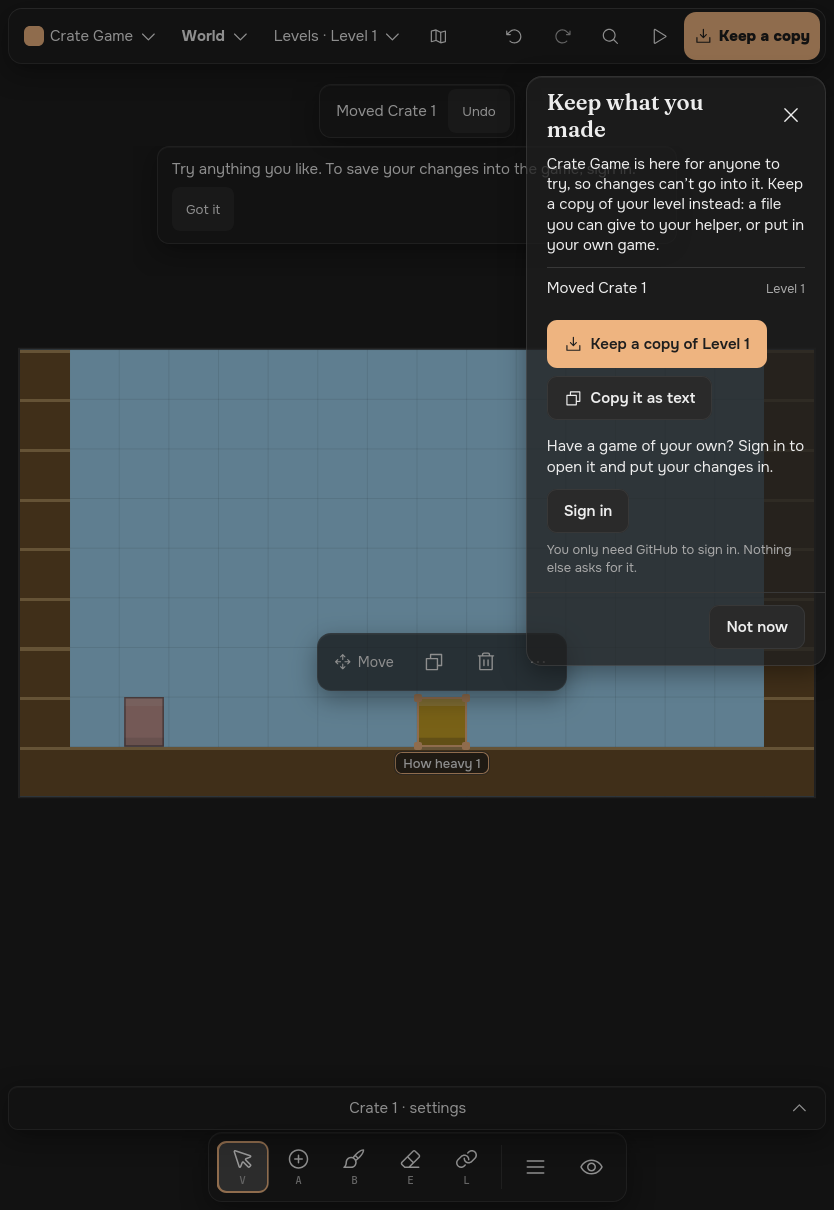 Crate Game
World
Levels · Level 1
Keep a copy
Moved Crate 1
Undo
Try anything you like. To save your changes into the game, sign in.
Got it
Keep what you
made
Crate Game is here for anyone to
try, so changes can’t go into it. Keep
a copy of your level instead: a file
you can give to your helper, or put in
your own game.
Moved Crate 1
Level 1
Keep a copy of Level 1
Copy it as text
Have a game of your own? Sign in to
open it and put your changes in.
Sign in
You only need GitHub to sign in. Nothing
else asks for it.
Not now
Move
How heavy 1
Crate 1 · settings
V
A
B
E
L